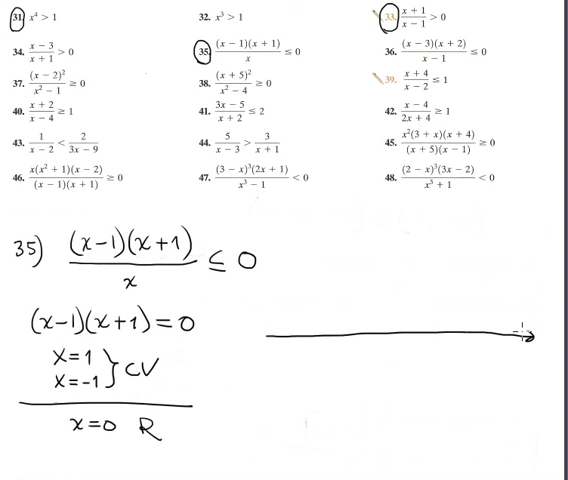 31. x⁴ > 1
32. x³ > 1
33. (x + 1)/(x − 1) > 0
34. (x − 3)/(x + 1) > 0
35. (x − 1)(x + 1)/x ≤ 0
36. (x − 3)(x + 2)/(x − 1) ≤ 0
37. (x − 2)²/(x² − 1) ≥ 0
38. (x + 5)²/(x² − 4) ≥ 0
39. (x + 4)/(x − 2) ≤ 1
40. (x + 2)/(x − 4) ≥ 1
41. (3x − 5)/(x + 2) ≤ 2
42. (x − 4)/(2x + 4) ≥ 1
43. 1/(x − 2) < 2/(3x − 9)
44. 5/(x − 3) > 3/(x + 1)
45. x²(3 + x)(x + 4)/((x + 5)(x − 1)) ≥ 0
46. x(x² + 1)(x − 2)/((x − 1)(x + 1)) ≥ 0
47. (3 − x)³(2x + 1)/(x³ − 1) < 0
48. (2 − x)³(3x − 2)/(x³ + 1) < 0
35) (x−1)(x+1)/x ≤ 0
(x−1)(x+1) = 0
x = 1
x = −1 } CV
x = 0 R